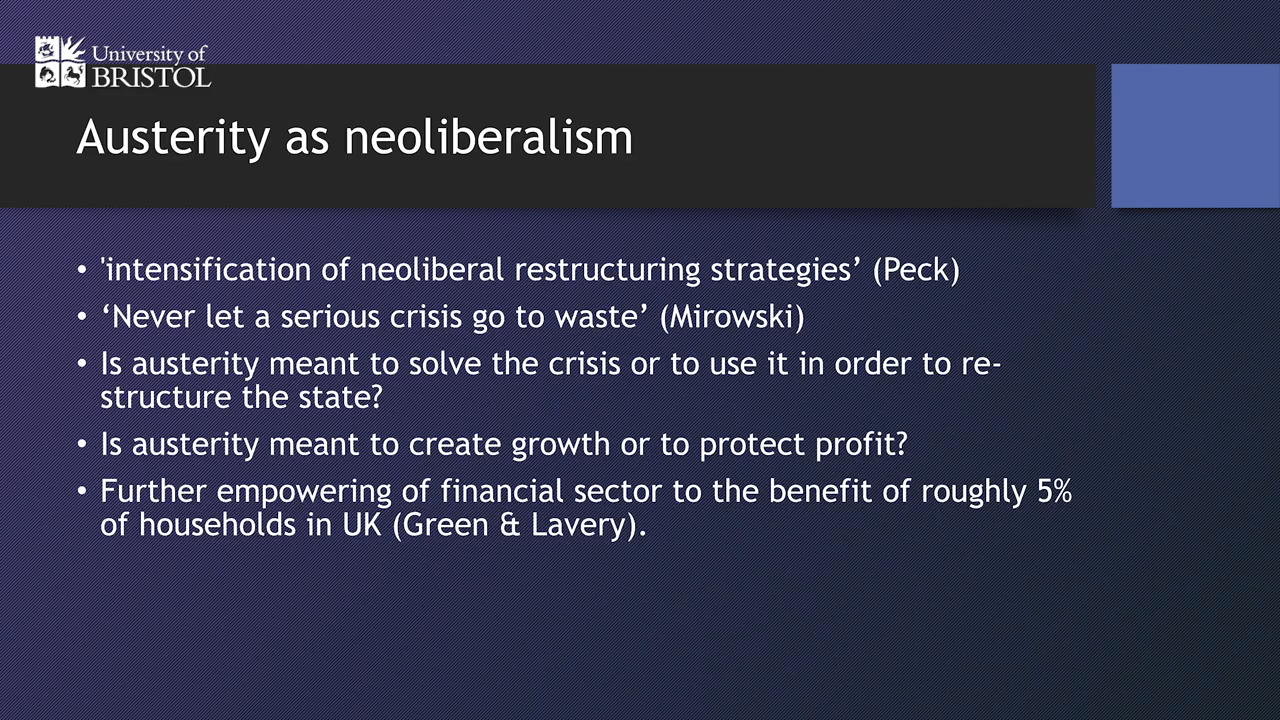 University of
BRISTOL
Austerity as neoliberalism
• 'intensification of neoliberal restructuring strategies’ (Peck)
• ‘Never let a serious crisis go to waste’ (Mirowski)
• Is austerity meant to solve the crisis or to use it in order to re-
structure the state?
• Is austerity meant to create growth or to protect profit?
• Further empowering of financial sector to the benefit of roughly 5%
of households in UK (Green & Lavery).